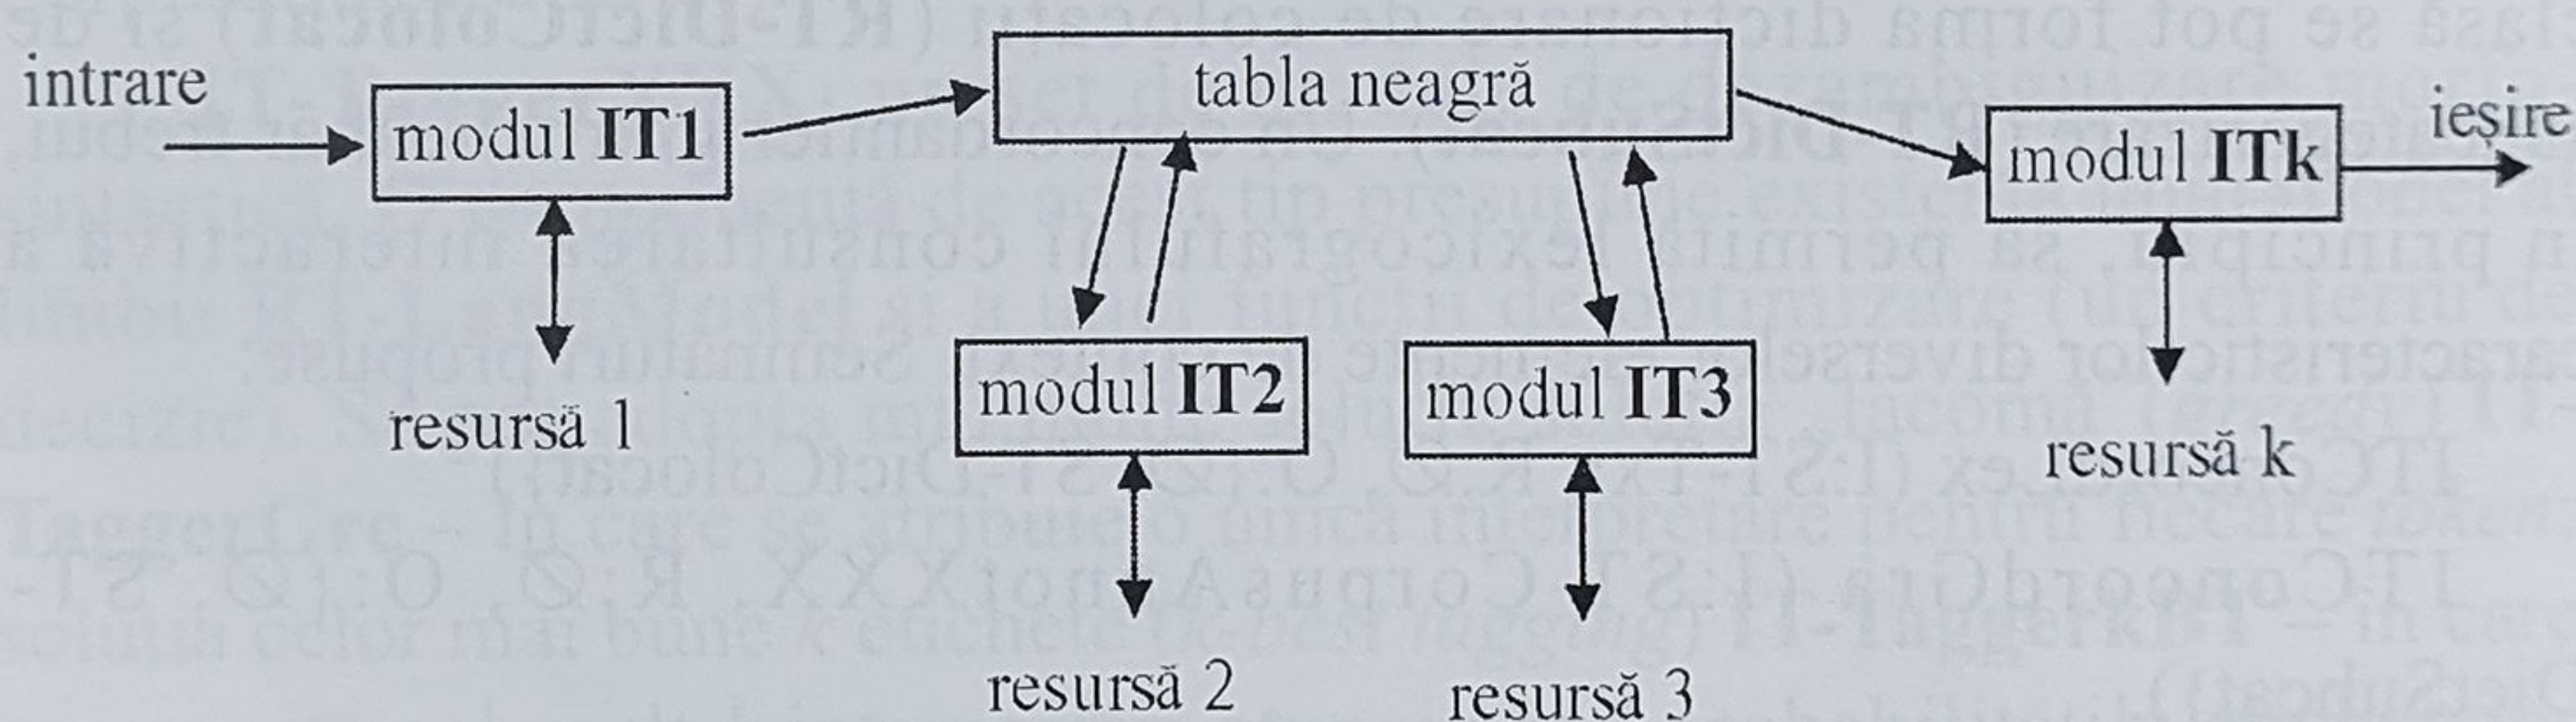 intrare
modul IT1
resursă 1
tabla neagră
modul IT2
resursă 2
modul IT3
resursă 3
modul ITk
resursă k
ieșire